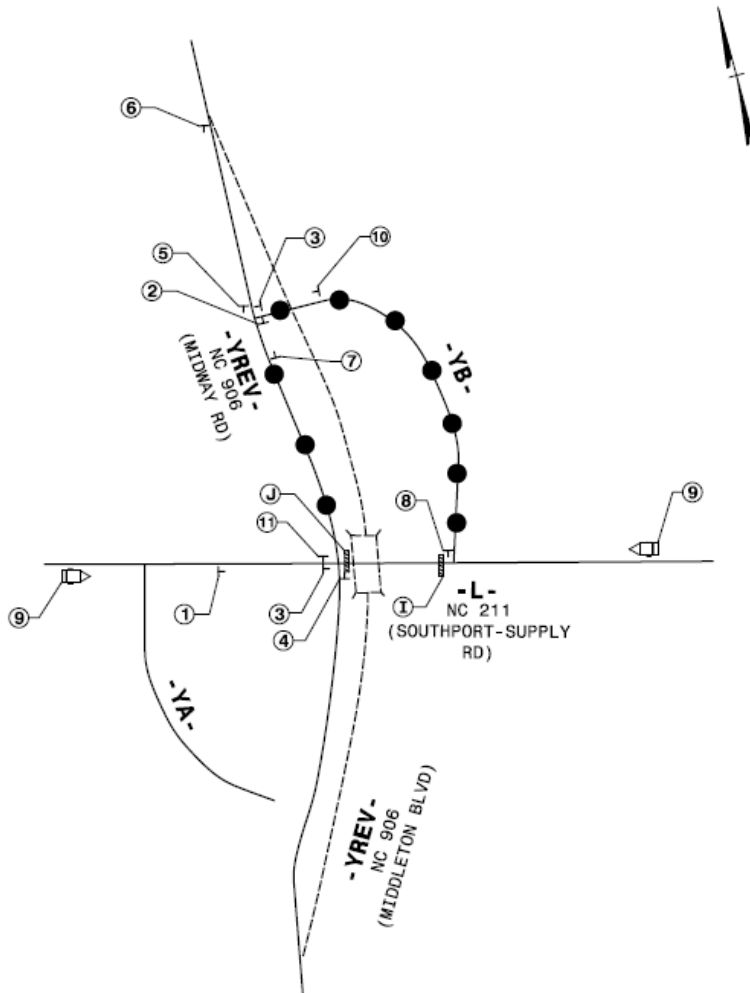 6
5
3
10
2
-YREV-
NC 906
(MIDWAY RD)
7
-YB-
J
8
9
11
9
1
3
4
I
-L-
NC 211
(SOUTHPORT-SUPPLY
RD)
-YA-
-YREV-
NC 906
(MIDDLETON BLVD)